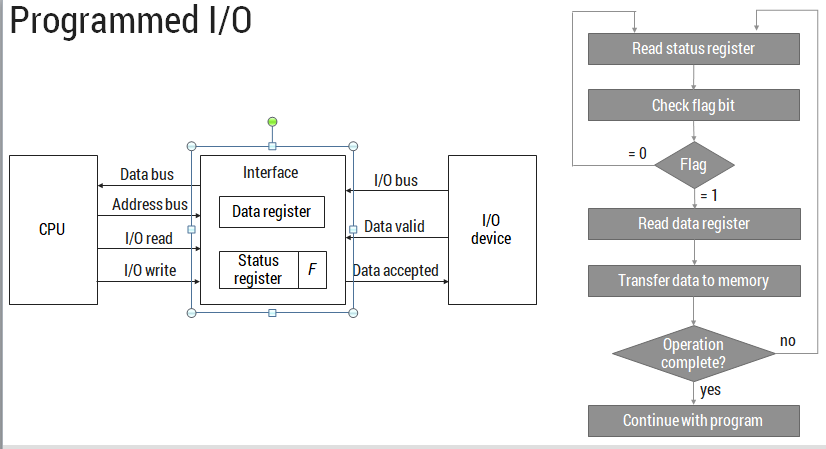 Programmed I/O
CPU
Data bus
Address bus
I/O read
I/O write
Interface
Data register
Status
register
F
I/O bus
Data valid
Data accepted
I/O
device
Read status register
Check flag bit
= 0
Flag
= 1
Read data register
Transfer data to memory
Operation
complete?
no
yes
Continue with program